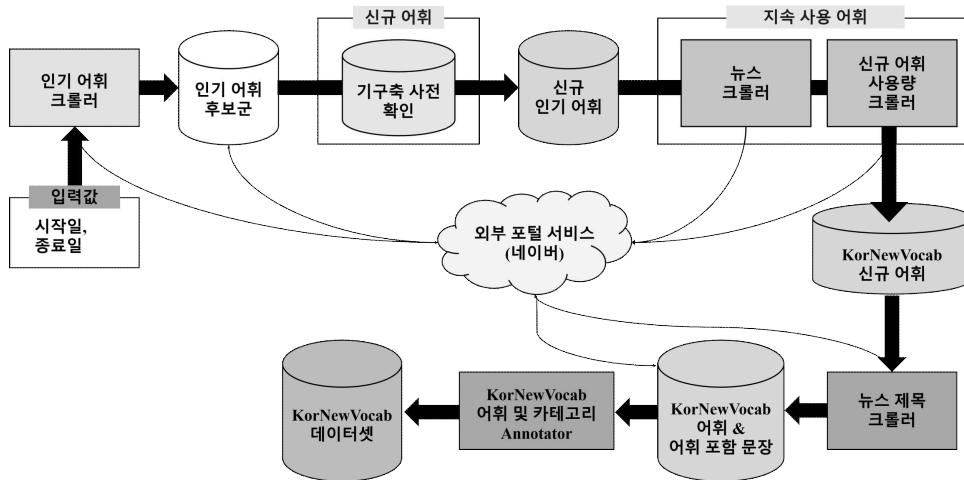 신규 어휘
지속 사용 어휘
인기 어휘
크롤러
인기 어휘
후보군
기구축 사전
확인
신규
인기 어휘
뉴스
크롤러
신규 어휘
사용량
크롤러
입력값
시작일,
종료일
외부 포털 서비스
(네이버)
KorNewVocab
신규 어휘
뉴스 제목
크롤러
KorNewVocab
어휘 &
어휘 포함 문장
KorNewVocab
어휘 및 카테고리
Annotator
KorNewVocab
데이터셋